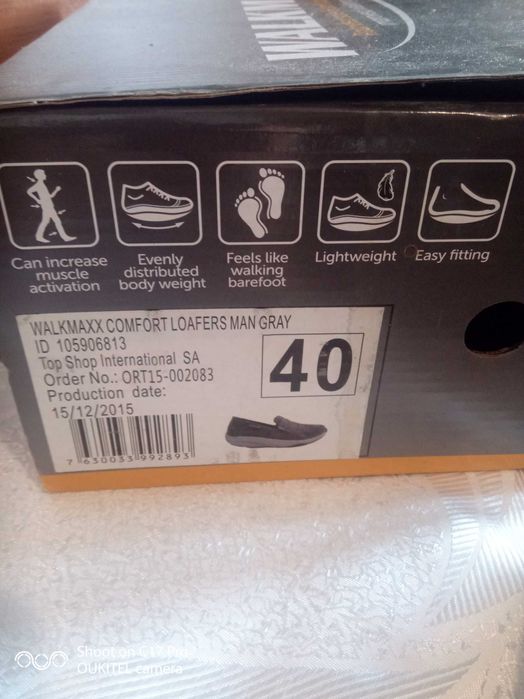 WALKM
Can increase
muscle
activation
Evenly
distributed
body weight
Feels like
walking
barefoot
Lightweight
Easy fitting
WALKMAXX COMFORT LOAFERS MAN GRAY
ID 105906813
Top Shop International SA
Order No.: ORT15-002083
Production date:
15/12/2015
40
7 630033 992893
Shoot on C17 Pro
OUKITEL camera